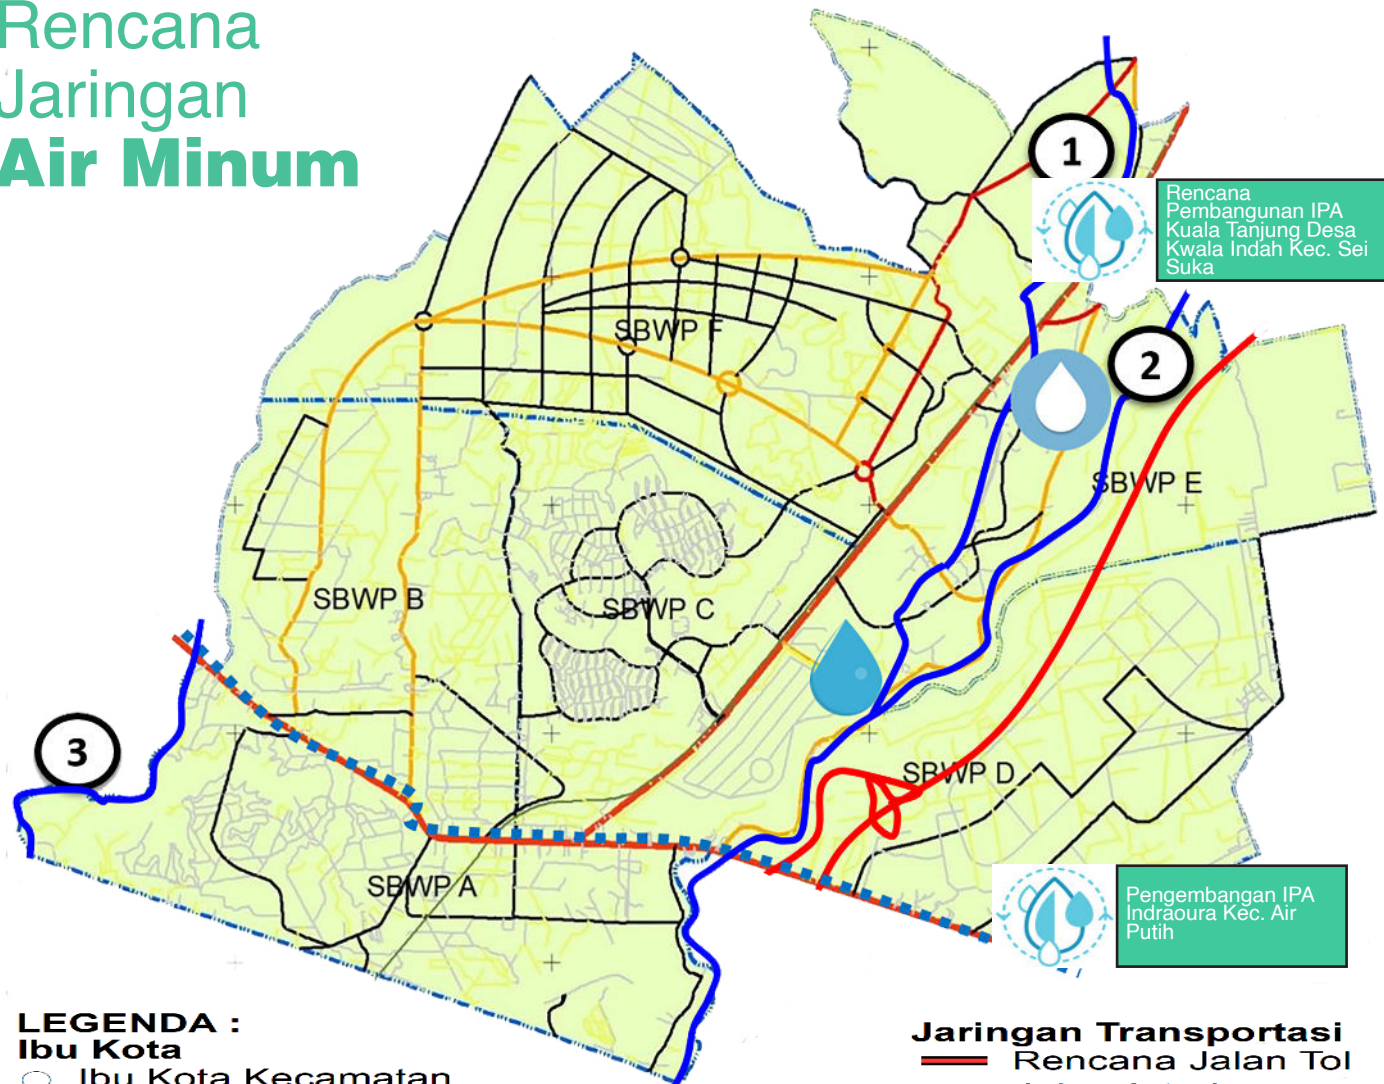 Rencana
Jaringan
Air Minum
1
Rencana
Pembangunan IPA
Kuala Tanjung Desa
Kwala Indah Kec. Sei
Suka
SBWP F
2
SBWP E
SBWP B
SBWP C
3
SBWP D
SBWP A
Pengembangan IPA
Indraoura Kec. Air
Putih
LEGENDA :
Ibu Kota
Ibu Kota Kecamatan
Jaringan Transportasi
Rencana Jalan Tol